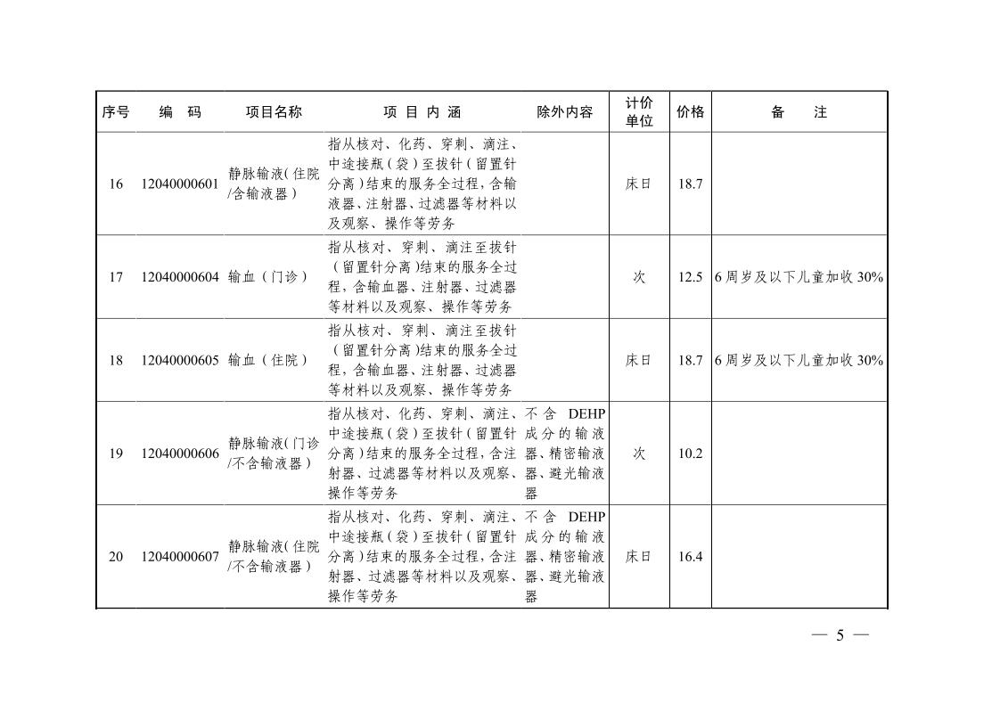 序号 编 码 项目名称 项 目 内 涵 除外内容 计价单位 价格 备 注
16 12040000601 静脉输液（住院/含输液器） 指从核对、化药、穿刺、滴注、中途接瓶（袋）至拔针（留置针分离）结束的服务全过程，含输液器、注射器、过滤器等材料以及观察、操作等劳务 床日 18.7
17 12040000604 输血（门诊） 指从核对、穿刺、滴注至拔针（留置针分离）结束的服务全过程，含输血器、注射器、过滤器等材料以及观察、操作等劳务 次 12.5 6 周岁及以下儿童加收 30%
18 12040000605 输血（住院） 指从核对、穿刺、滴注至拔针（留置针分离）结束的服务全过程，含输血器、注射器、过滤器等材料以及观察、操作等劳务 床日 18.7 6 周岁及以下儿童加收 30%
19 12040000606 静脉输液（门诊/不含输液器） 指从核对、化药、穿刺、滴注、中途接瓶（袋）至拔针（留置针分离）结束的服务全过程，含注射器、过滤器等材料以及观察、操作等劳务 不含 DEHP 成分的输液器、精密输液器、避光输液器 次 10.2
20 12040000607 静脉输液（住院/不含输液器） 指从核对、化药、穿刺、滴注、中途接瓶（袋）至拔针（留置针分离）结束的服务全过程，含注射器、过滤器等材料以及观察、操作等劳务 不含 DEHP 成分的输液器、精密输液器、避光输液器 床日 16.4
— 5 —